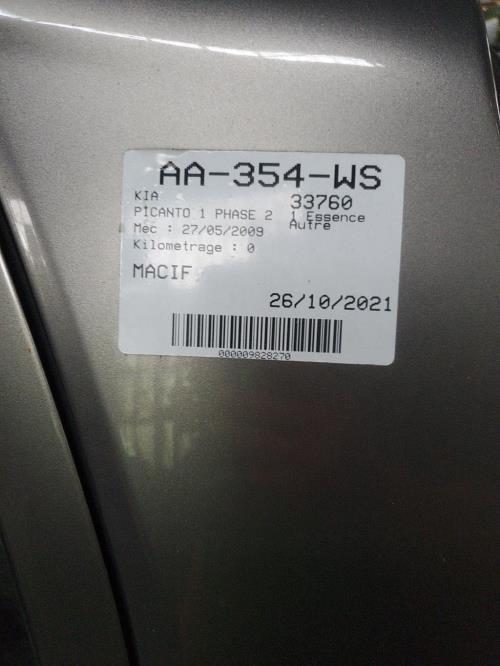 AA-354-WS
KIA 33760
PICANTO 1 PHASE 2 1 Essence
Mec : 27/05/2009 Autre
Kilometrage : 0
MACIF
26/10/2021
000009828270